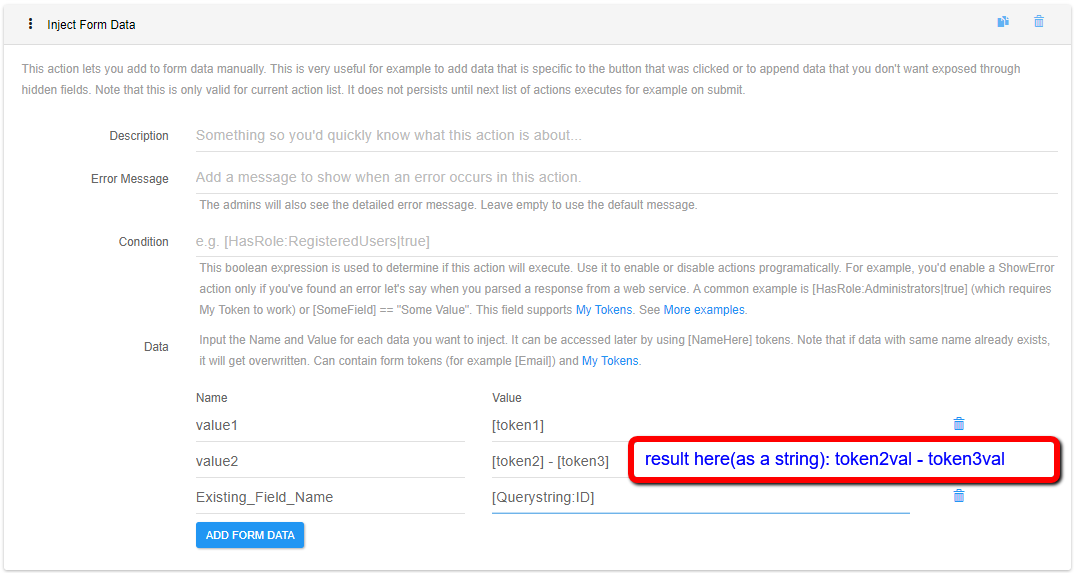 Inject Form Data
This action lets you add to form data manually. This is very useful for example to add data that is specific to the button that was clicked or to append data that you don't want exposed through
hidden fields. Note that this is only valid for current action list. It does not persists until next list of actions executes for example on submit.
Description
Something so you'd quickly know what this action is about...
Error Message
Add a message to show when an error occurs in this action.
The admins will also see the detailed error message. Leave empty to use the default message.
Condition
e.g. [HasRole:RegisteredUsers|true]
This boolean expression is used to determine if this action will execute. Use it to enable or disable actions programatically. For example, you'd enable a ShowError
action only if you've found an error let's say when you parsed a response from a web service. A common example is [HasRole:Administrators|true] (which requires
My Token to work) or [SomeField] == "Some Value". This field supports My Tokens. See More examples.
Data
Input the Name and Value for each data you want to inject. It can be accessed later by using [NameHere] tokens. Note that if data with same name already exists,
it will get overwritten. Can contain form tokens (for example [Email]) and My Tokens.
Name Value
value1 [token1]
value2 [token2] - [token3] result here(as a string): token2val - token3val
Existing_Field_Name [Querystring:ID]
ADD FORM DATA